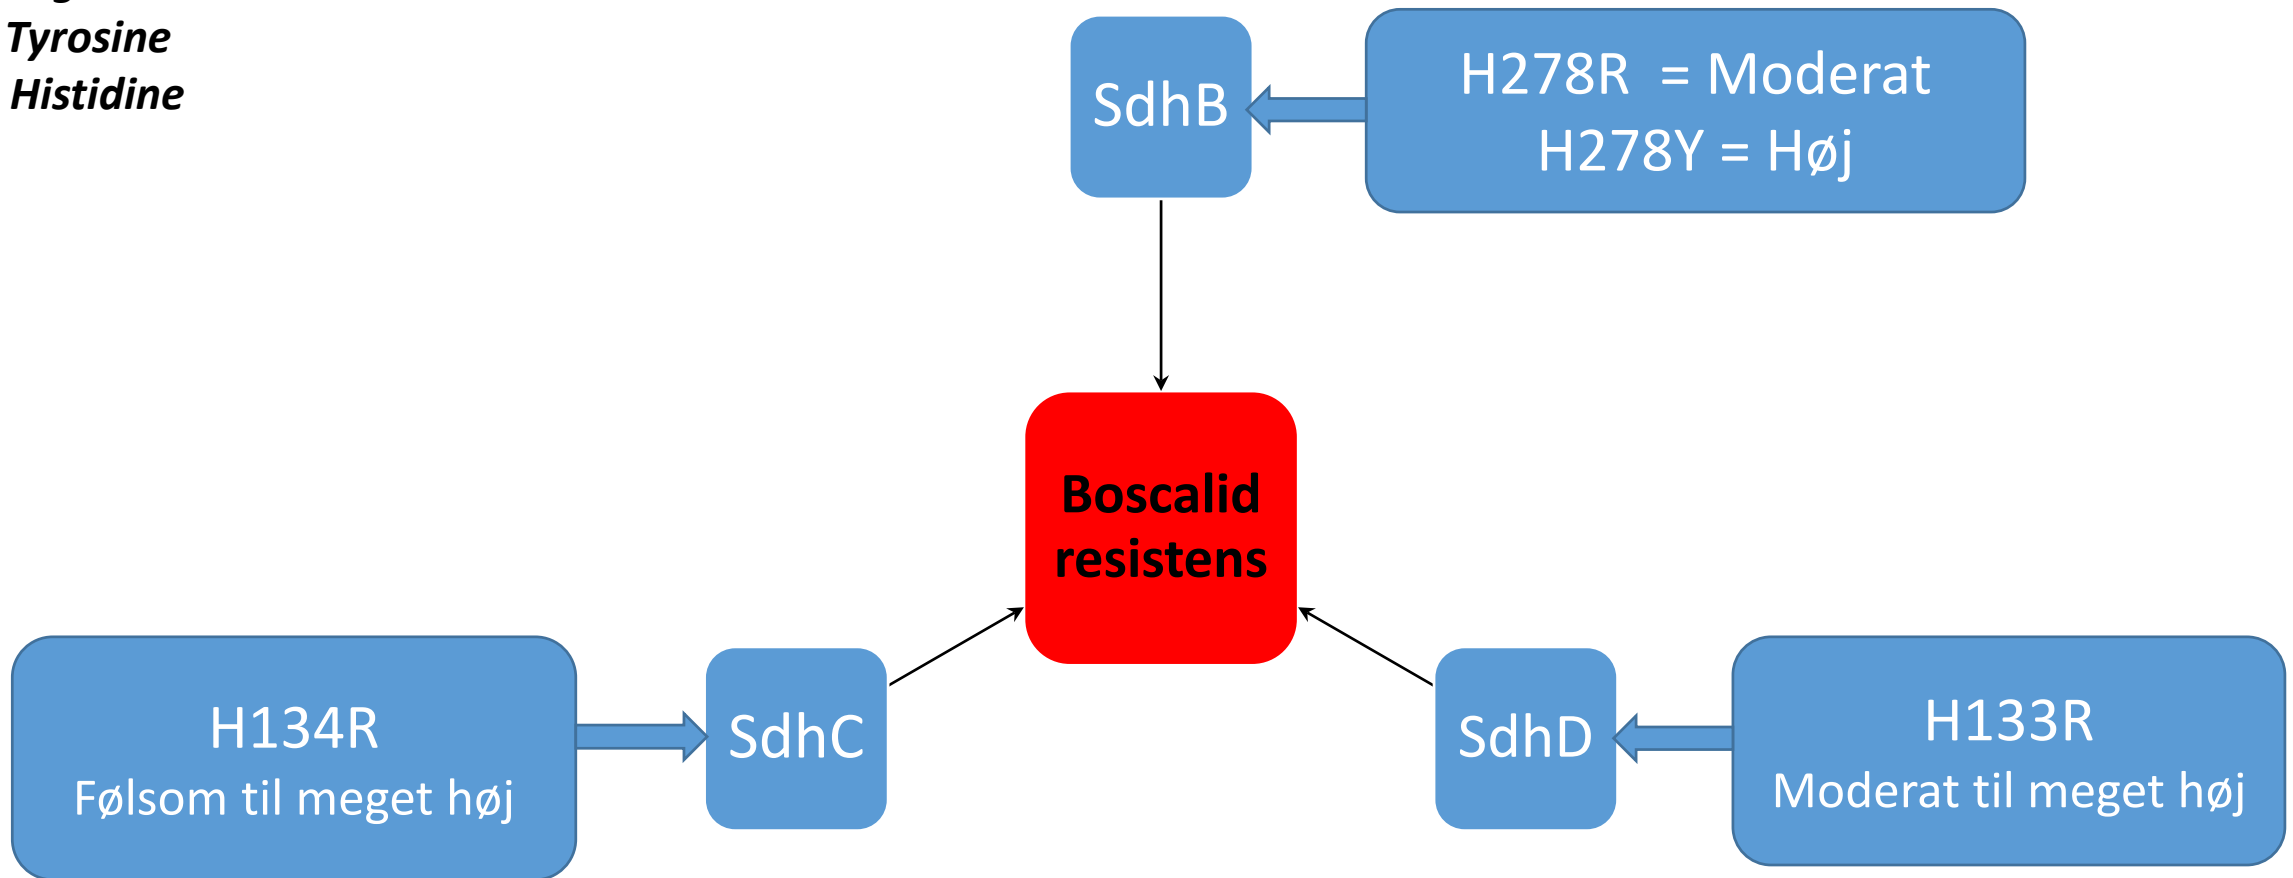 Tyrosine
Histidine
SdhB
H278R = Moderat
H278Y = Høj
Boscalid
resistens
H134R
Følsom til meget høj
SdhC
SdhD
H133R
Moderat til meget høj